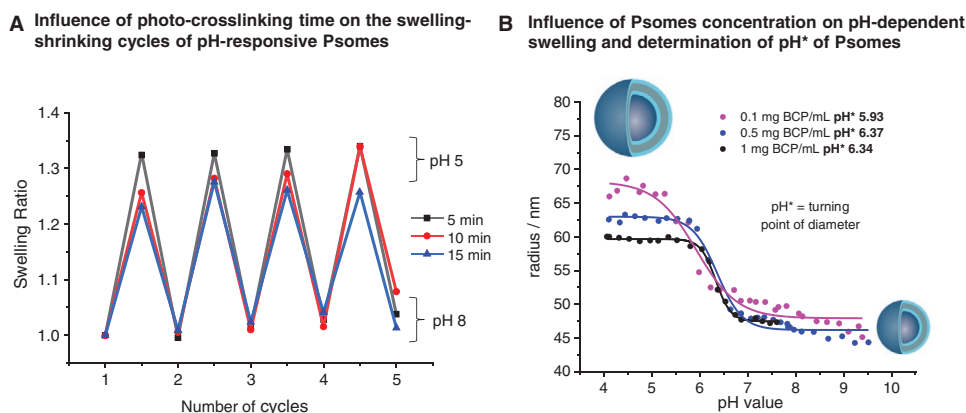 A Influence of photo-crosslinking time on the swelling-
shrinking cycles of pH-responsive Psomes
1.4
1.3
1.2
1.1
1.0
Swelling Ratio
pH 5
5 min
10 min
15 min
pH 8
1 2 3 4 5
Number of cycles
B Influence of Psomes concentration on pH-dependent
swelling and determination of pH* of Psomes
80
75
70
65
60
55
50
45
40
radius / nm
0.1 mg BCP/mL pH* 5.93
0.5 mg BCP/mL pH* 6.37
1 mg BCP/mL pH* 6.34
pH* = turning
point of diameter
4 5 6 7 8 9 10
pH value